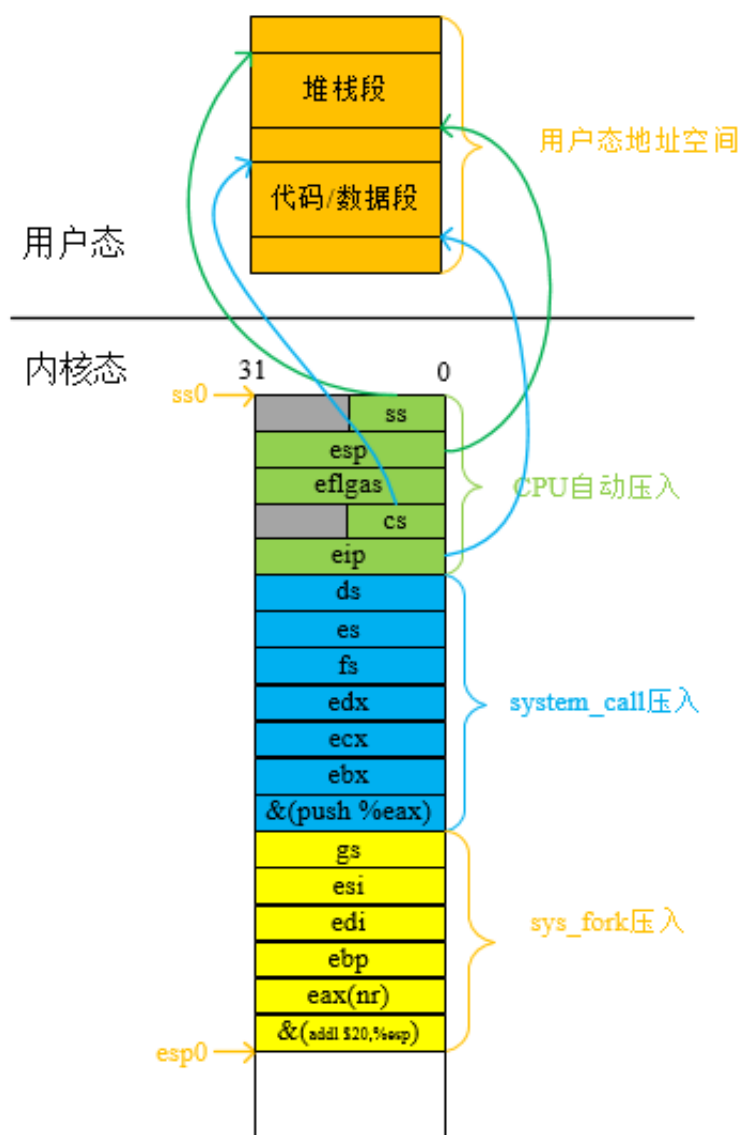 堆栈段
用户态地址空间
代码/数据段
用户态
内核态
31
0
ss0
ss
esp
eflgas
CPU自动压入
cs
eip
ds
es
fs
edx
system_call压入
ecx
ebx
&(push %eax)
gs
esi
edi
sys_fork压入
ebp
eax(nr)
&(addl $20,%esp)
esp0